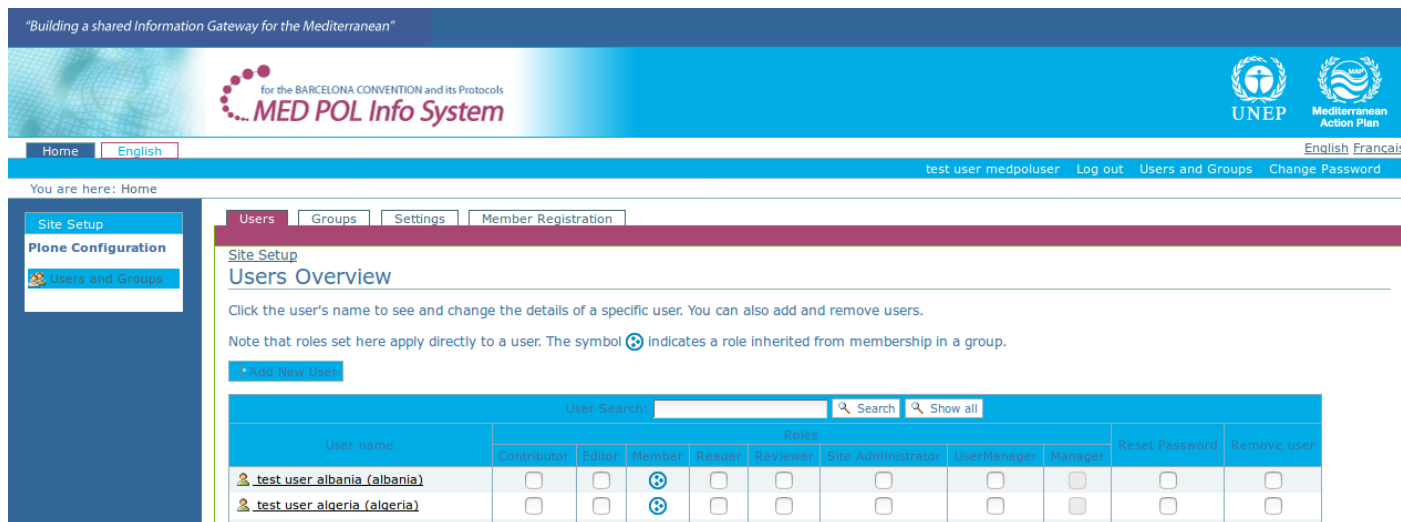 "Building a shared Information Gateway for the Mediterranean"
for the BARCELONA CONVENTION and its Protocols
MED POL Info System
UNEP
MAP
Mediterranean
Action Plan
Home English
English Français
test user medpoluser Log out Users and Groups Change Password
You are here: Home
Site Setup
Plone Configuration
Users and Groups
Users Groups Settings Member Registration
Site Setup
Users Overview
Click the user's name to see and change the details of a specific user. You can also add and remove users.
Note that roles set here apply directly to a user. The symbol indicates a role inherited from membership in a group.
Add New User
User Search: Search Show all
User name Roles Reset Password Remove user
Contributor Editor Member Reader Reviewer Site Administrator UserManager Manager
test user albania (albania)
test user algeria (algeria)